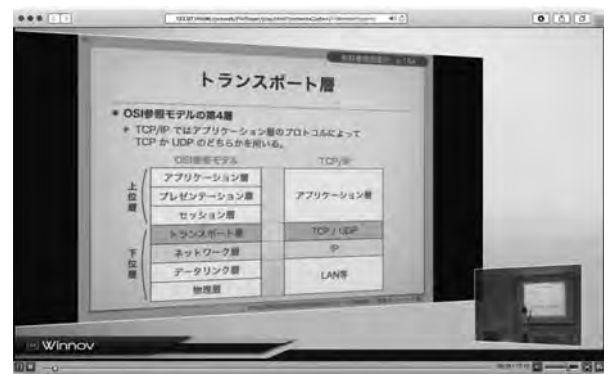 トランスポート層
OSI参照モデルの第4層
TCP/IP ではアプリケーション層のプロトコルによって
TCP か UDP のどちらかを用いる。
OSI参照モデル TCP/IP
上位層
アプリケーション層
プレゼンテーション層
セッション層
アプリケーション層
下位層
トランスポート層 TCP / UDP
ネットワーク層 IP
データリンク層
物理層
LAN等
Winnov